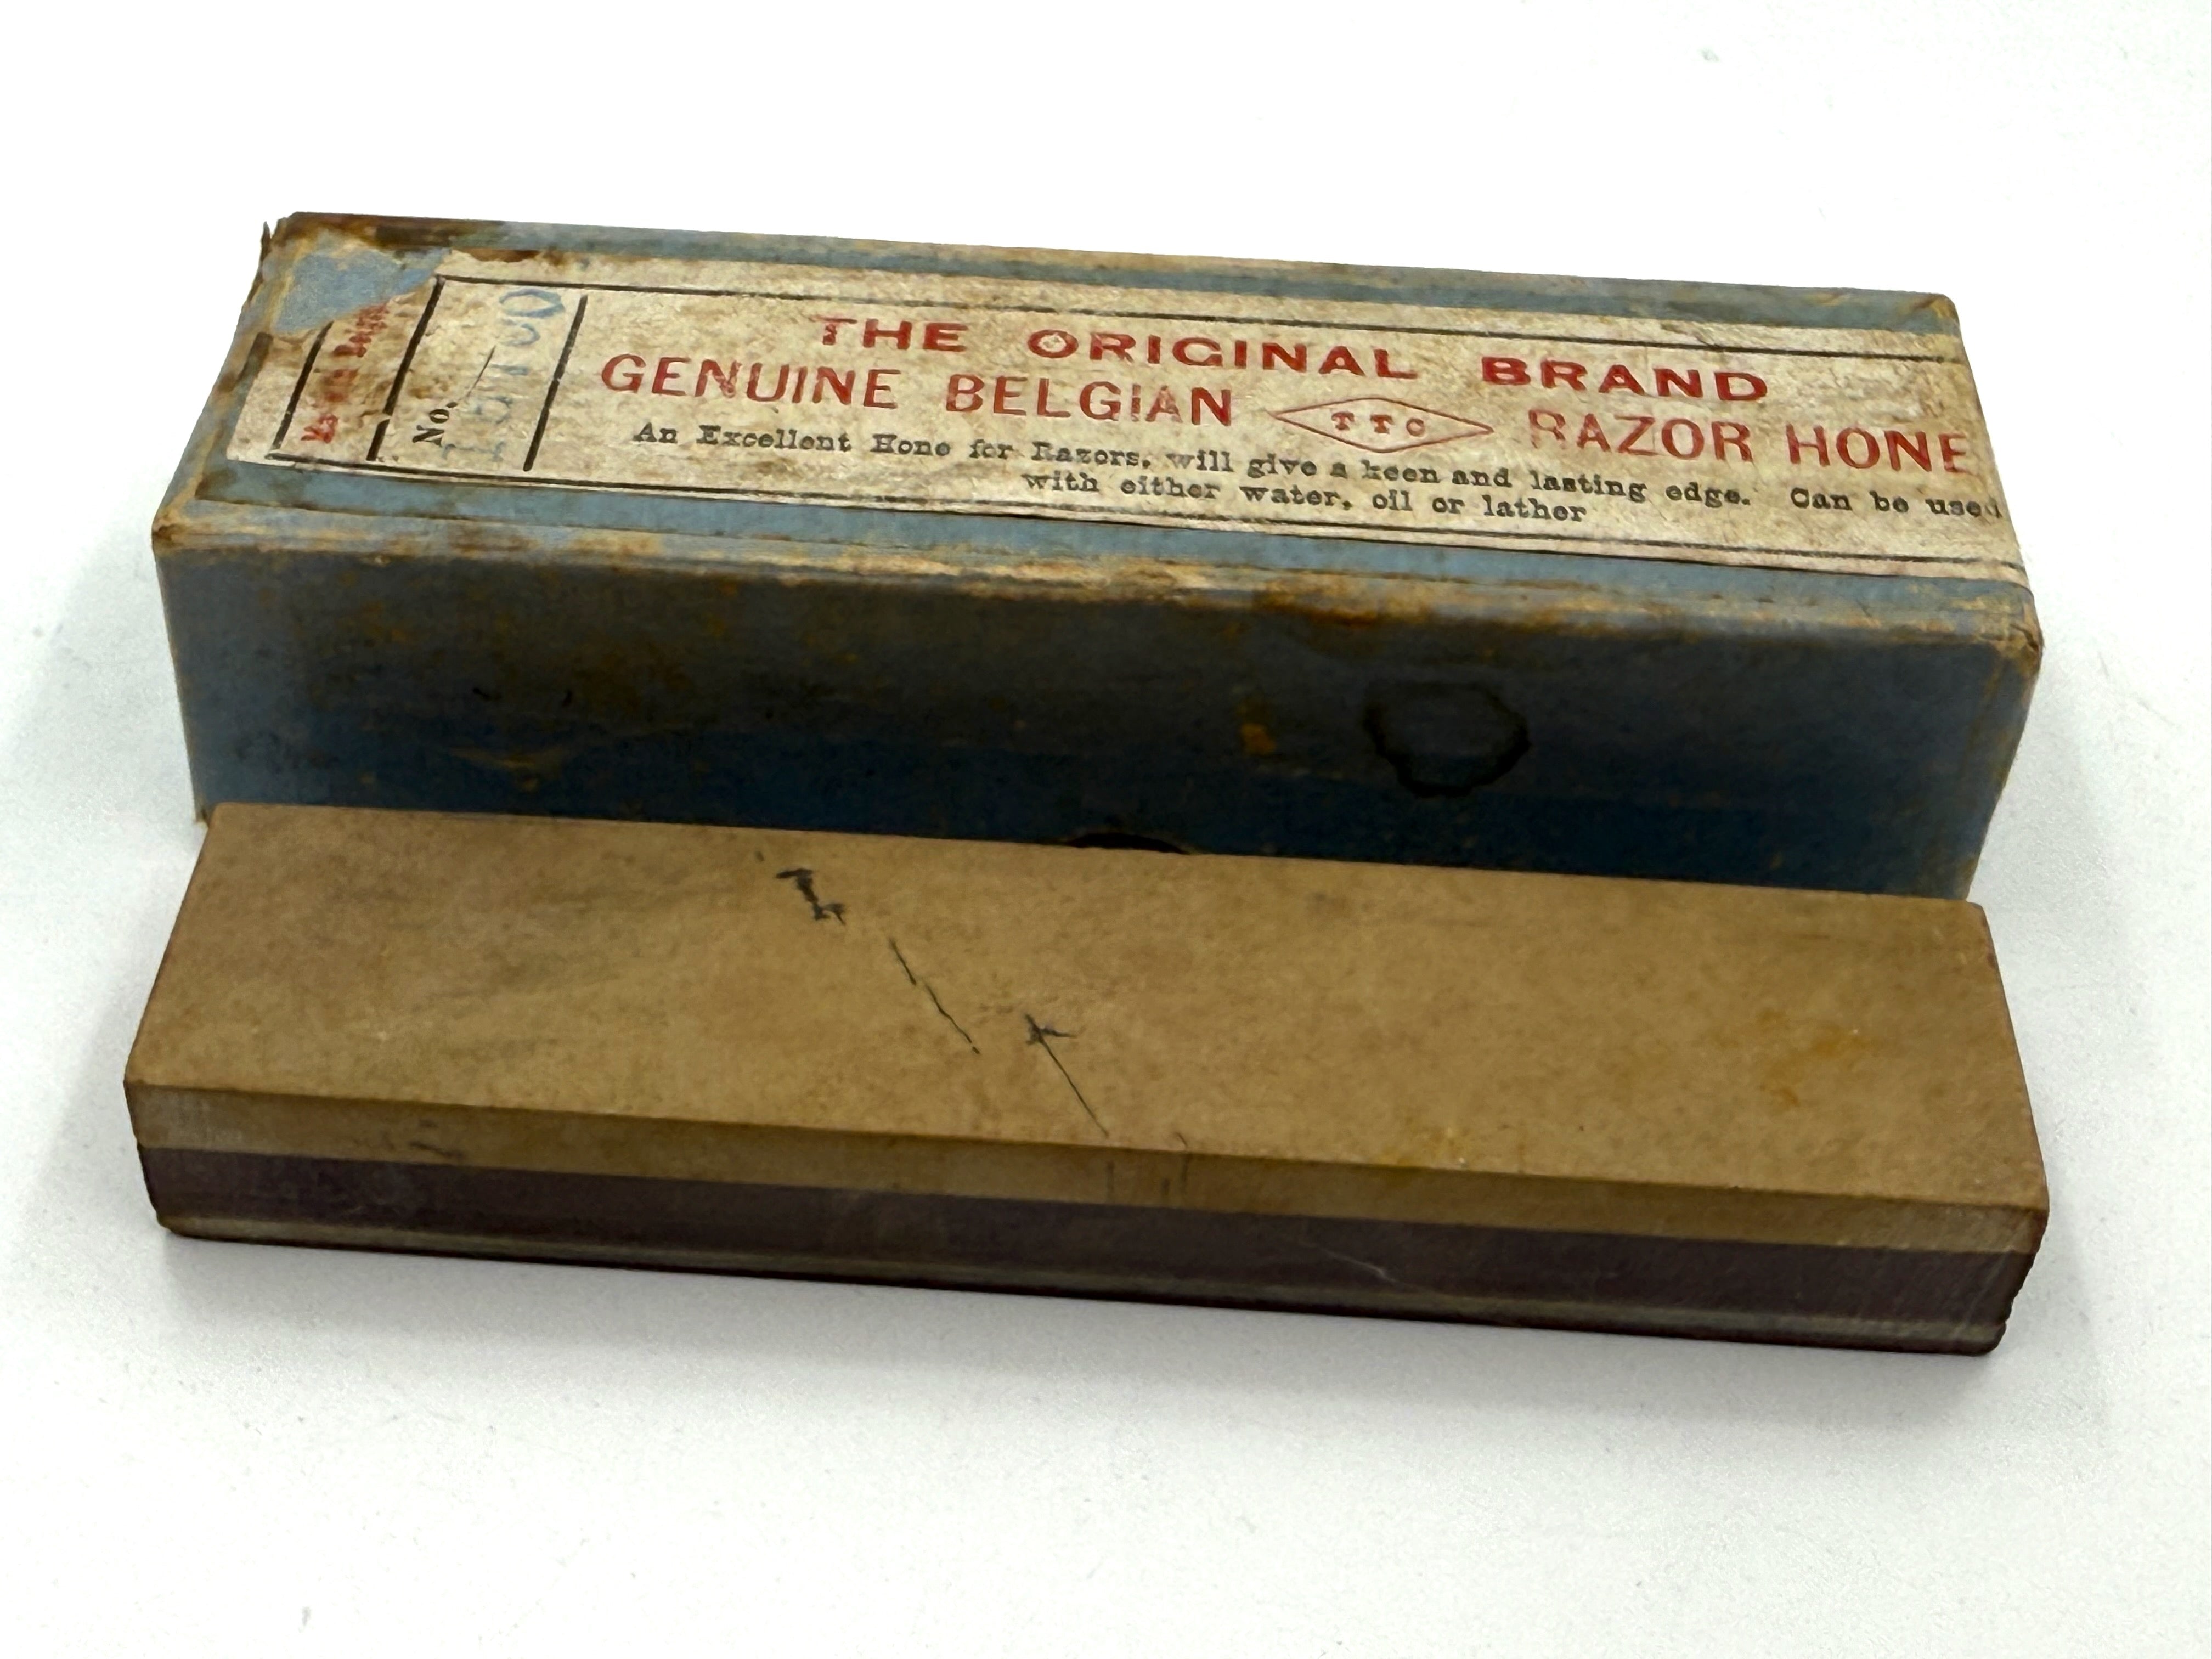 THE ORIGINAL BRAND
GENUINE BELGIAN TTC RAZOR HONE
An Excellent Hone for Razors, will give a keen and lasting edge. Can be used
with either water, oil or lather
No.